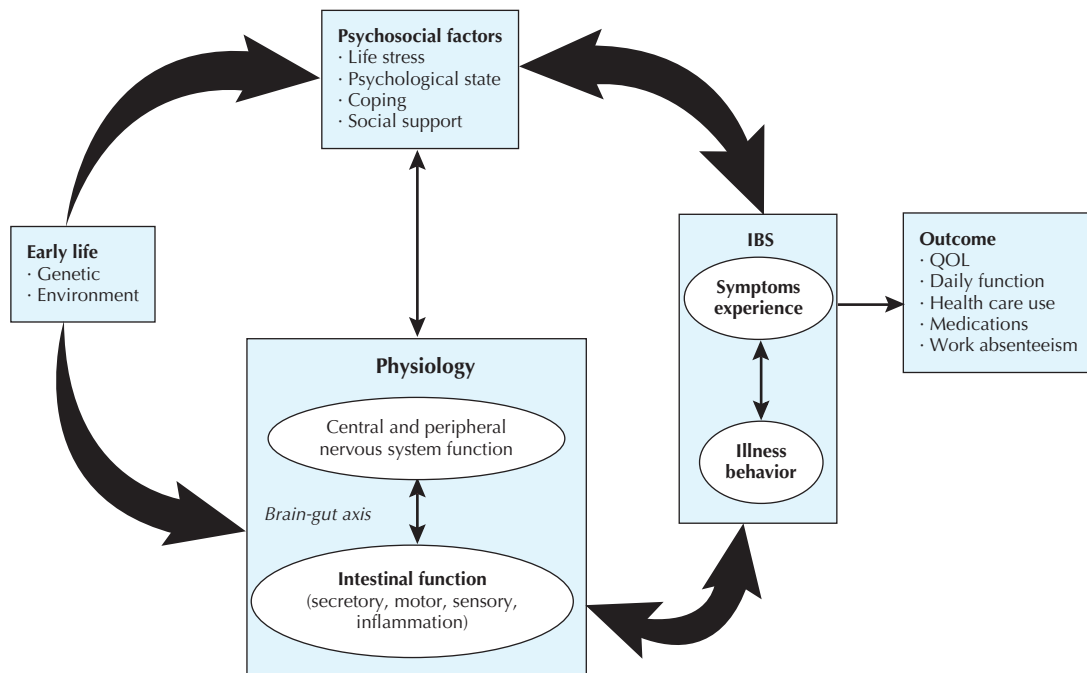 Psychosocial factors
· Life stress
· Psychological state
· Coping
· Social support
Early life
· Genetic
· Environment
Physiology
Central and peripheral
nervous system function
Brain-gut axis
Intestinal function
(secretory, motor, sensory,
inflammation)
IBS
Symptoms
experience
Illness
behavior
Outcome
· QOL
· Daily function
· Health care use
· Medications
· Work absenteeism